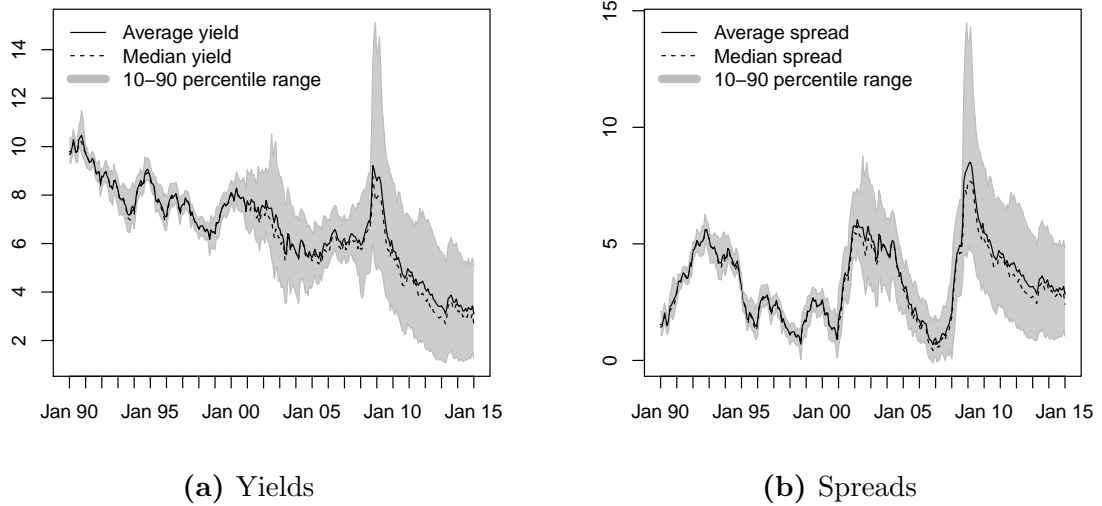 Average yield
Median yield
10−90 percentile range
14
12
10
8
6
4
2
Jan 90 Jan 95 Jan 00 Jan 05 Jan 10 Jan 15
(a) Yields
Average spread
Median spread
10−90 percentile range
15
10
5
0
Jan 90 Jan 95 Jan 00 Jan 05 Jan 10 Jan 15
(b) Spreads